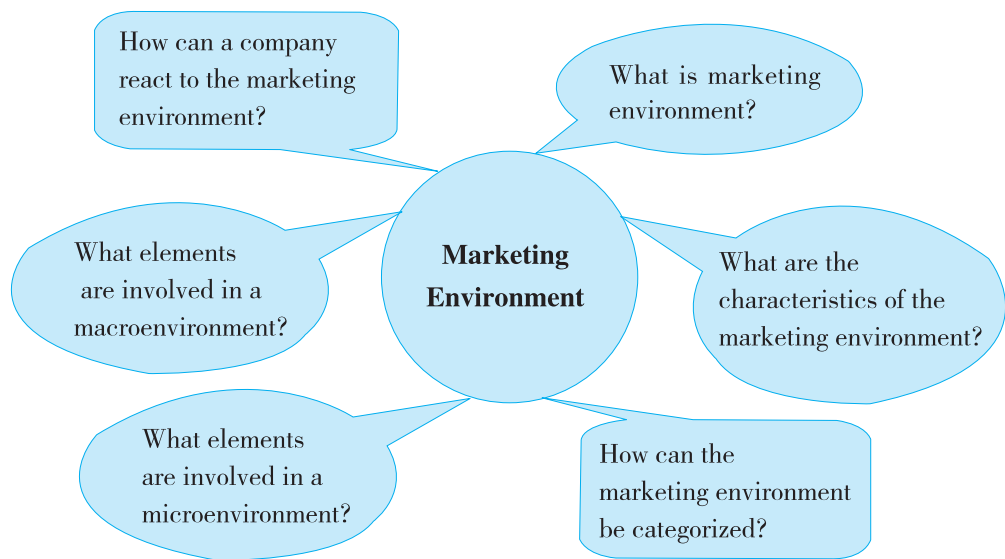 How can a company
react to the marketing
environment?
What is marketing
environment?
What elements
are involved in a
macroenvironment?
Marketing
Environment
What are the
characteristics of the
marketing environment?
What elements
are involved in a
microenvironment?
How can the
marketing environment
be categorized?